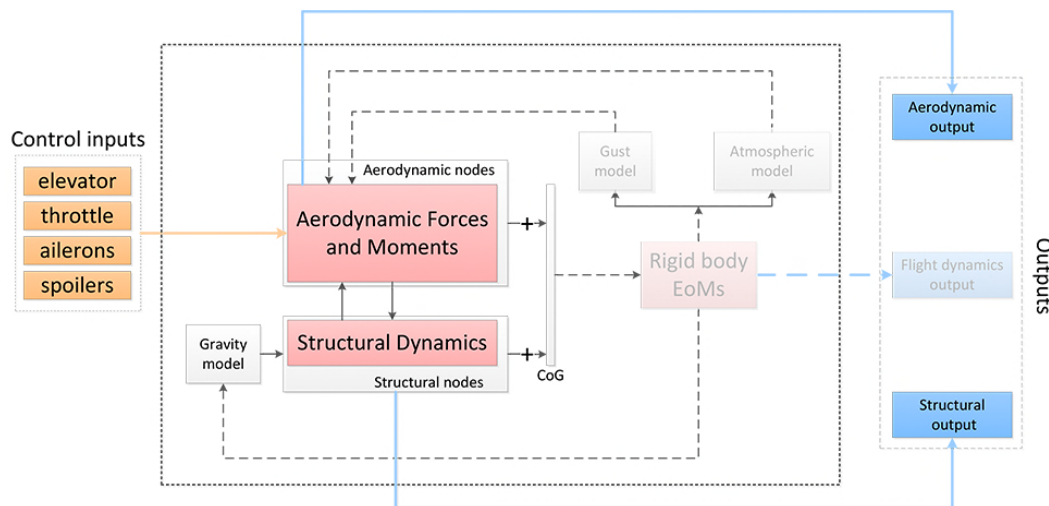 Control inputs
elevator
throttle
ailerons
spoilers
Aerodynamic nodes
Aerodynamic Forces
and Moments
Gravity
model
Structural Dynamics
Structural nodes
+
+
CoG
Gust
model
Atmospheric
model
Rigid body
EoMs
Aerodynamic
output
Flight dynamics
output
Structural
output
Outputs